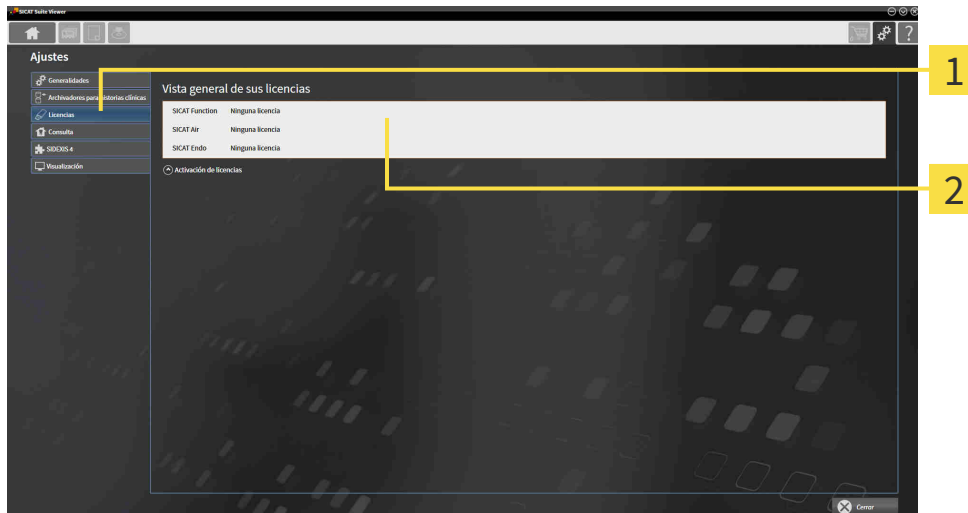 SICAT Suite Viewer
?
Ajustes
Generalidades
Archivadores para historias clínicas
Licencias
Consulta
SIDEXIS 4
Visualización
Vista general de sus licencias
SICAT Function Ninguna licencia
SICAT Air Ninguna licencia
SICAT Endo Ninguna licencia
Activación de licencias
Cerrar
1
2